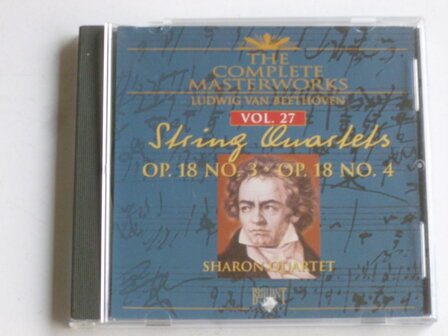 THE
COMPLETE
MASTERWORKS
LUDWIG VAN BEETHOVEN
VOL. 27
String Quartets
OP. 18 NO. 3 · OP. 18 NO. 4
SHARON QUARTET
BRILLIANT